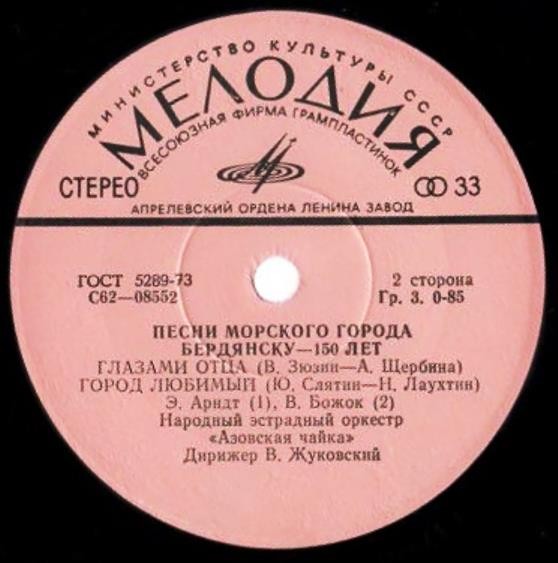 МИНИСТЕРСТВО КУЛЬТУРЫ СССР
МЕЛОДИЯ
ВСЕСОЮЗНАЯ ФИРМА ГРАМПЛАСТИНОК
СТЕРЕО
33
АПРЕЛЕВСКИЙ ОРДЕНА ЛЕНИНА ЗАВОД
ГОСТ 5289-73
2 сторона
С62—08552
Гр. 3. 0-85
ПЕСНИ МОРСКОГО ГОРОДА
БЕРДЯНСКУ—150 ЛЕТ
ГЛАЗАМИ ОТЦА (В. Зюзин—А. Щербина)
ГОРОД ЛЮБИМЫЙ (Ю. Слятин—Н. Лаухтин)
Э. Арндт (1), В. Божок (2)
Народный эстрадный оркестр
«Азовская чайка»
Дирижер В. Жуковский